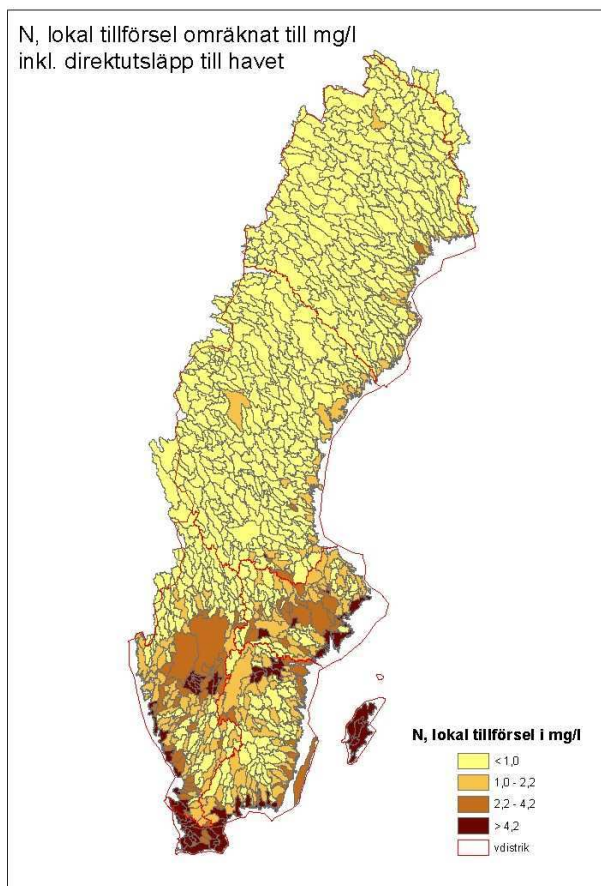 N, lokal tillförsel omräknat till mg/l
inkl. direktutsläpp till havet
N, lokal tillförsel i mg/l
< 1,0
1,0 - 2,2
2,2 - 4,2
> 4,2
vdistrik